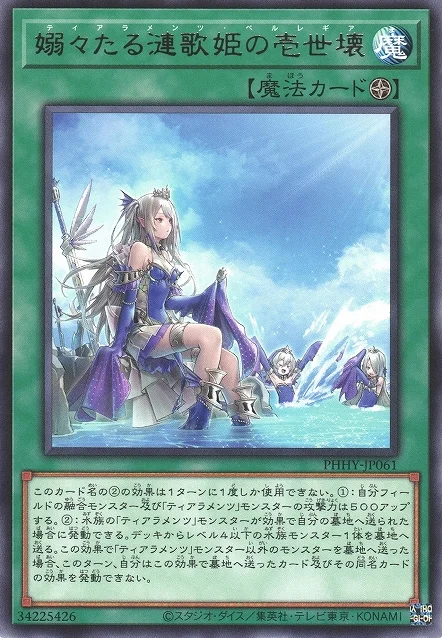 ティアラメンツ・ペルレギア
嫋々たる漣歌姫の壱世壊
魔
【魔法カード】
PHHY-JP061
このカード名の②の効果は1ターンに1度しか使用できない。①：自分フィー
ルドの融合モンスター及び「ティアラメンツ」モンスターの攻撃力は500アップ
する。②：水族の「ティアラメンツ」モンスターが効果で自分の墓地へ送られた
場合に発動できる。デッキからレベル4以下の水族モンスター1体を墓地へ
送る。この効果で「ティアラメンツ」モンスター以外のモンスターを墓地へ送った
場合、このターン、自分はこの効果で墓地へ送ったカード及びその同名カード
の効果を発動できない。
34225426
©スタジオ・ダイス／集英社・テレビ東京・KONAMI